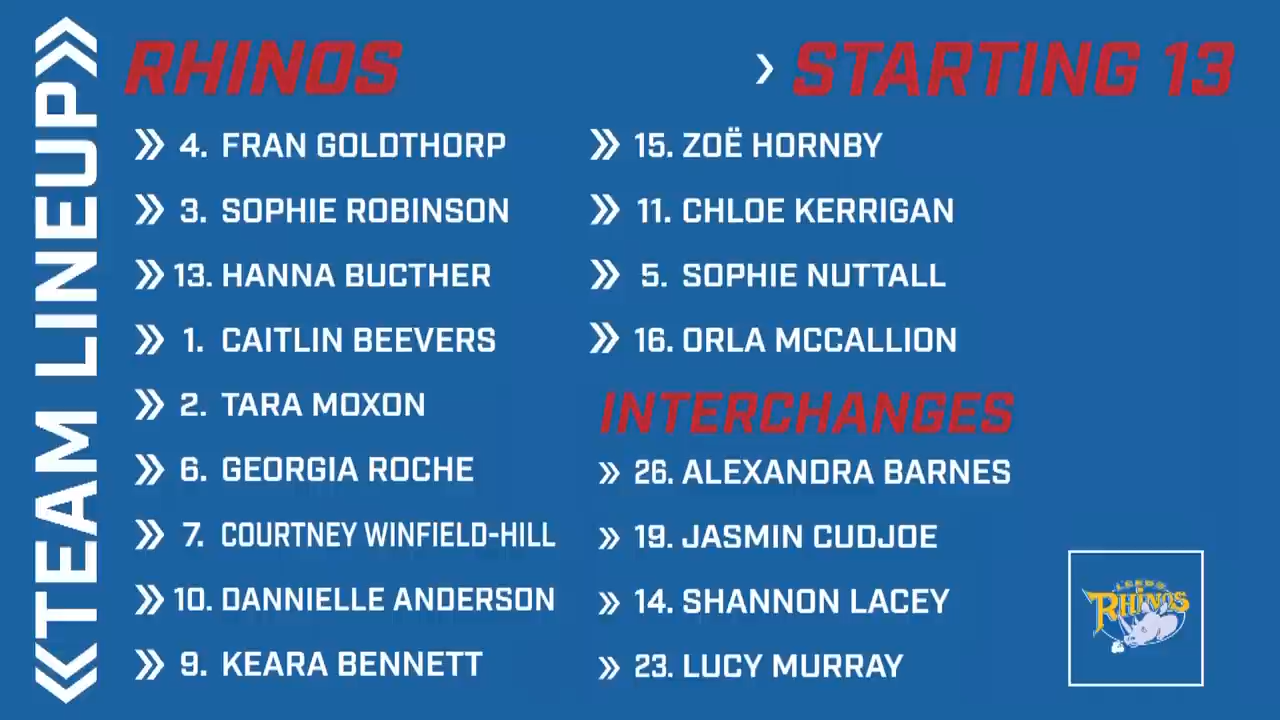 TEAM LINEUP
RHINOS
STARTING 13
4. FRAN GOLDTHORP
3. SOPHIE ROBINSON
13. HANNA BUCTHER
1. CAITLIN BEEVERS
2. TARA MOXON
6. GEORGIA ROCHE
7. COURTNEY WINFIELD-HILL
10. DANNIELLE ANDERSON
9. KEARA BENNETT
15. ZOË HORNBY
11. CHLOE KERRIGAN
5. SOPHIE NUTTALL
16. ORLA MCCALLION
INTERCHANGES
26. ALEXANDRA BARNES
19. JASMIN CUDJOE
14. SHANNON LACEY
23. LUCY MURRAY
LEEDS
RHINOS